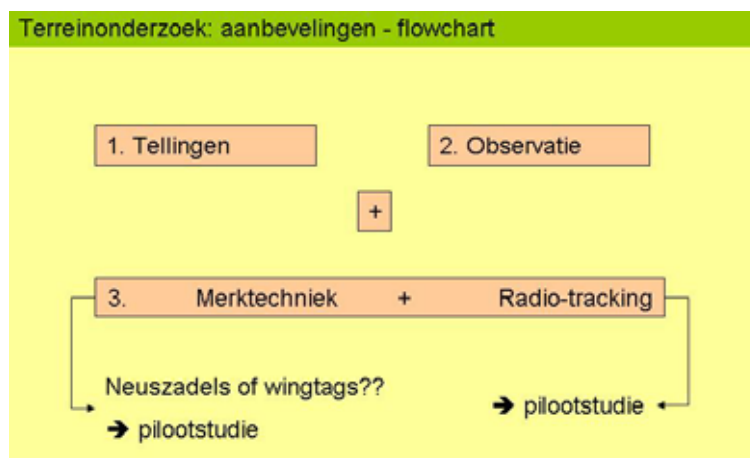 Terreinonderzoek: aanbevelingen - flowchart
1. Tellingen
2. Observatie
+
3. Merktechniek + Radio-tracking
Neuszadels of wingtags??
➔ pilootstudie
➔ pilootstudie